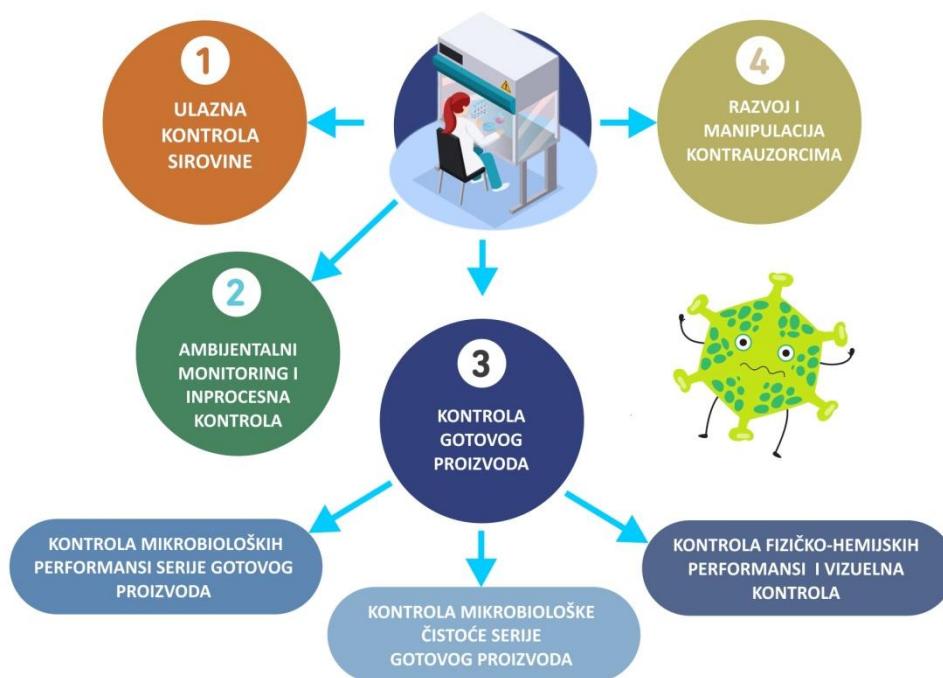 1
ULAZNA
KONTROLA
SIROVINE
4
RAZVOJ I
MANIPULACIJA
KONTRAUZORCIMA
2
AMBIJENTALNI
MONITORING I
INPROCESNA
KONTROLA
3
KONTROLA
GOTOVOG
PROIZVODA
KONTROLA MIKROBIOLOŠKIH
PERFORMANSI SERIJE GOTOVOG
PROIZVODA
KONTROLA MIKROBIOLOŠKE
ČISTOĆE SERIJE
GOTOVOG PROIZVODA
KONTROLA FIZIČKO-HEMIJSKIH
PERFORMANSI I VIZUELNA
KONTROLA